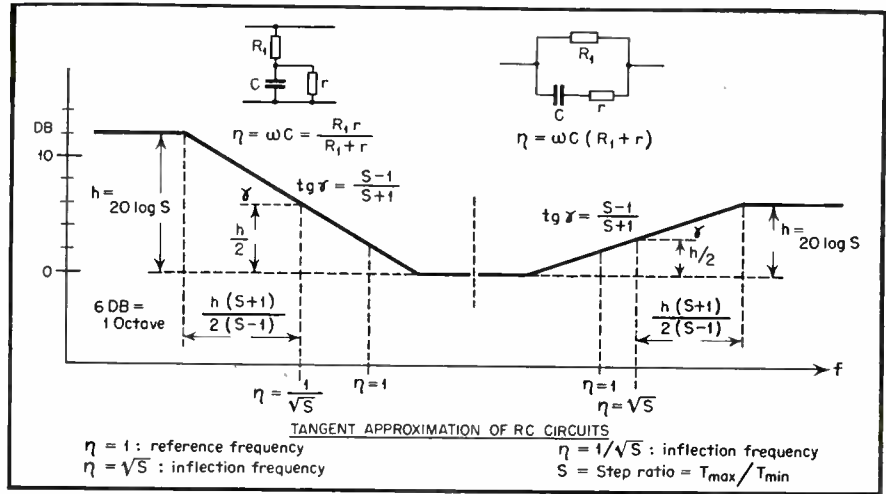 R₁
C
r
η = ωC = R₁r / R₁+r
R₁
C
r
η = ωC (R₁+r)
DB
10
0
h = 20 log S
γ
tg γ = S-1 / S+1
h/2
6 DB = 1 Octave
h (S+1) / 2 (S-1)
η = 1/√S
η = 1
tg γ = S-1 / S+1
γ
h/2
h = 20 log S
h (S+1) / 2 (S-1)
η = 1
η = √S
f
TANGENT APPROXIMATION OF RC CIRCUITS
η = 1 : reference frequency
η = √S : inflection frequency
η = 1/√S : inflection frequency
S = Step ratio = Tmax/Tmin